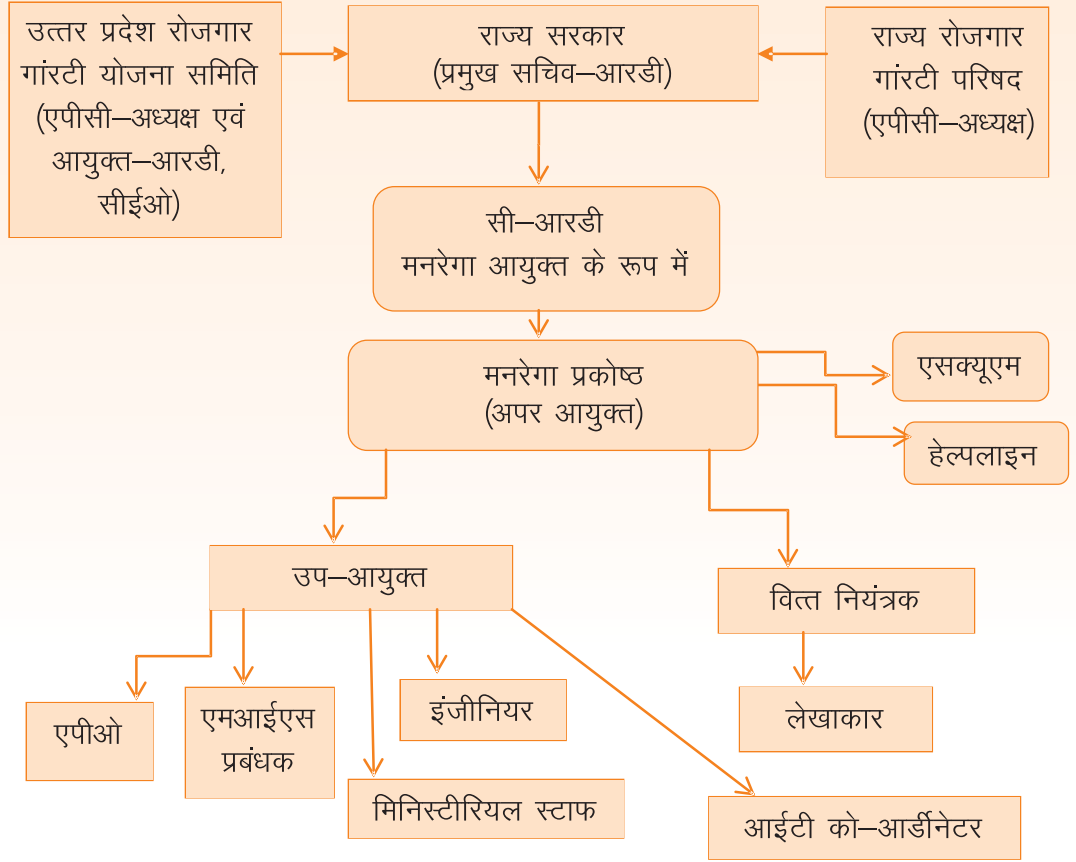 उत्तर प्रदेश रोजगार
गांरटी योजना समिति
(एपीसी–अध्यक्ष एवं
आयुक्त–आरडी,
सीईओ)
राज्य सरकार
(प्रमुख सचिव–आरडी)
राज्य रोजगार
गांरटी परिषद
(एपीसी–अध्यक्ष)
सी–आरडी
मनरेगा आयुक्त के रूप में
मनरेगा प्रकोष्ठ
(अपर आयुक्त)
एसक्यूएम
हेल्पलाइन
उप–आयुक्त
वित्त नियंत्रक
एपीओ
एमआईएस
प्रबंधक
मिनिस्टीरियल स्टाफ
इंजीनियर
लेखाकार
आईटी को–आर्डीनेटर